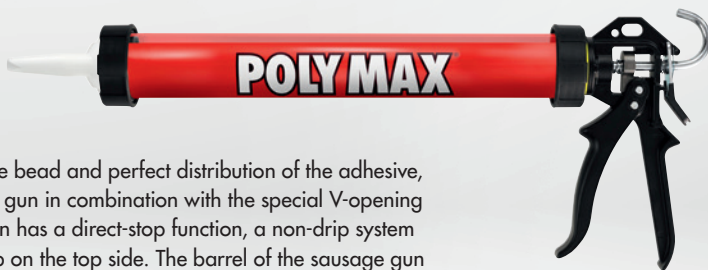 POLY MAX
e bead and perfect distribution of the adhesive,
gun in combination with the special V-opening
n has a direct-stop function, a non-drip system
on the top side. The barrel of the sausage gun